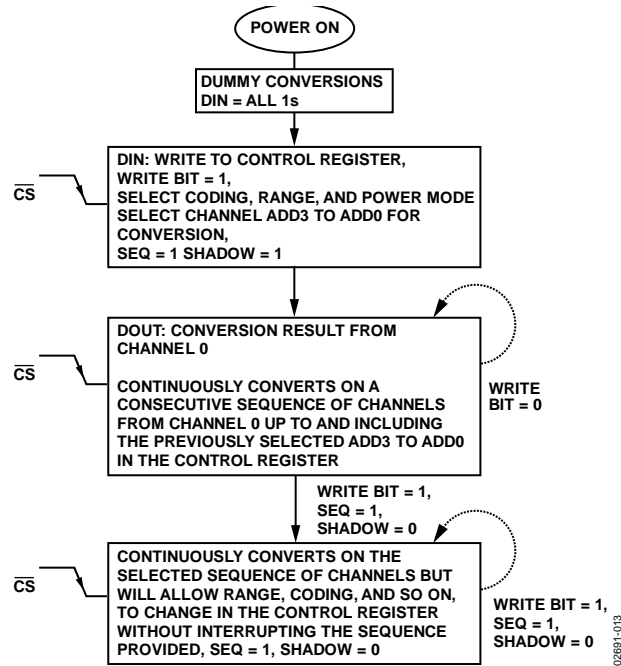 POWER ON
DUMMY CONVERSIONS
DIN = ALL 1s
CS
DIN: WRITE TO CONTROL REGISTER,
WRITE BIT = 1,
SELECT CODING, RANGE, AND POWER MODE
SELECT CHANNEL ADD3 TO ADD0 FOR
CONVERSION,
SEQ = 1 SHADOW = 1
CS
DOUT: CONVERSION RESULT FROM
CHANNEL 0
CONTINUOUSLY CONVERTS ON A
CONSECUTIVE SEQUENCE OF CHANNELS
FROM CHANNEL 0 UP TO AND INCLUDING
THE PREVIOUSLY SELECTED ADD3 TO ADD0
IN THE CONTROL REGISTER
WRITE
BIT = 0
WRITE BIT = 1,
SEQ = 1,
SHADOW = 0
CS
CONTINUOUSLY CONVERTS ON THE
SELECTED SEQUENCE OF CHANNELS BUT
WILL ALLOW RANGE, CODING, AND SO ON,
TO CHANGE IN THE CONTROL REGISTER
WITHOUT INTERRUPTING THE SEQUENCE
PROVIDED, SEQ = 1, SHADOW = 0
WRITE BIT = 1,
SEQ = 1,
SHADOW = 0
02691-013